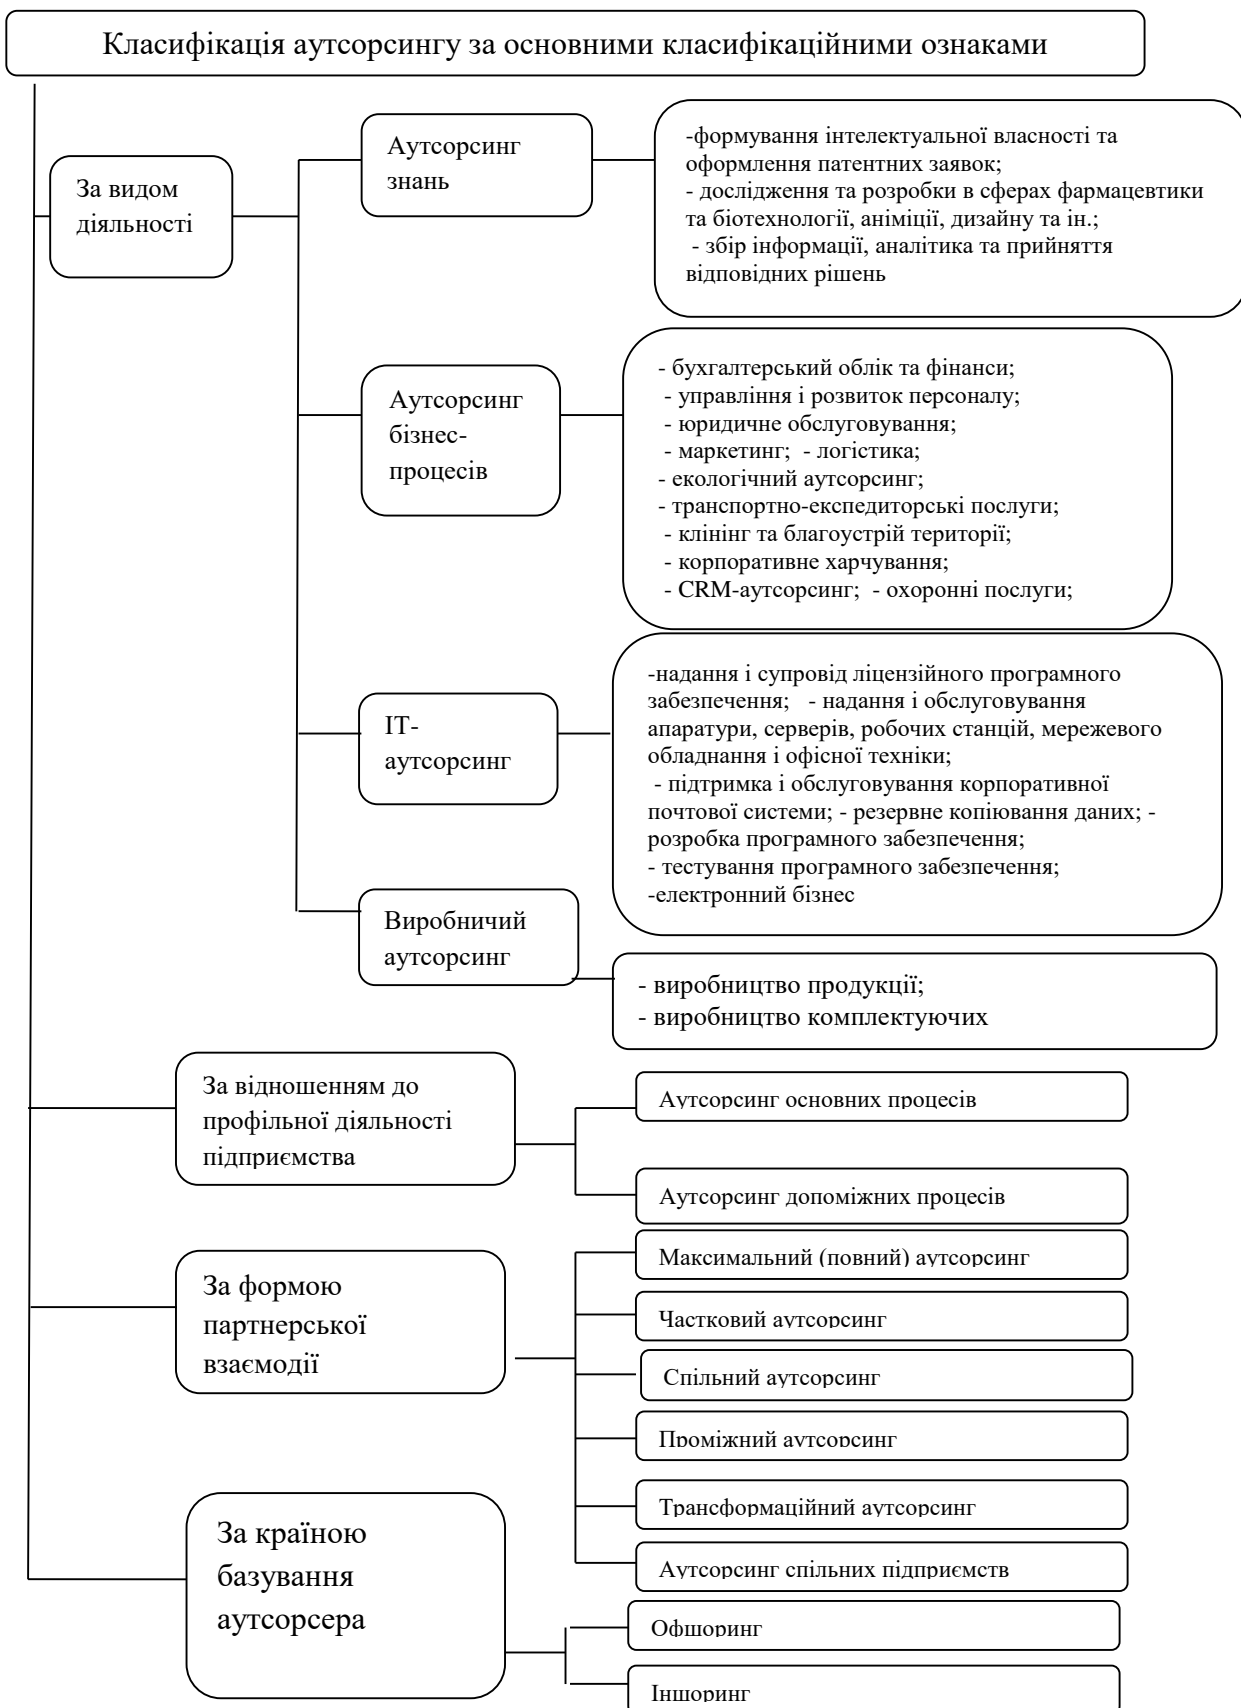 Класифікація аутсорсингу за основними класифікаційними ознаками
За видом
діяльності
Аутсорсинг
знань
-формування інтелектуальної власності та
оформлення патентних заявок;
- дослідження та розробки в сферах фармацевтики
та біотехнології, аніміції, дизайну та ін.;
- збір інформації, аналітика та прийняття
відповідних рішень
Аутсорсинг
бізнес-
процесів
- бухгалтерський облік та фінанси;
- управління і розвиток персоналу;
- юридичне обслуговування;
- маркетинг; - логістика;
- екологічний аутсорсинг;
- транспортно-експедиторські послуги;
- клінінг та благоустрій території;
- корпоративне харчування;
- CRM-аутсорсинг; - охоронні послуги;
ІТ-
аутсорсинг
-надання і супровід ліцензійного програмного
забезпечення; - надання і обслуговування
апаратури, серверів, робочих станцій, мережевого
обладнання і офісної техніки;
- підтримка і обслуговування корпоративної
почтової системи; - резервне копіювання даних; -
розробка програмного забезпечення;
- тестування програмного забезпечення;
-електронний бізнес
Виробничий
аутсорсинг
- виробництво продукції;
- виробництво комплектуючих
За відношенням до
профільної діяльності
підприємства
Аутсорсинг основних процесів
Аутсорсинг допоміжних процесів
За формою
партнерської
взаємодії
Максимальний (повний) аутсорсинг
Частковий аутсорсинг
Спільний аутсорсинг
Проміжний аутсорсинг
Трансформаційний аутсорсинг
Аутсорсинг спільних підприємств
За країною
базування
аутсорсера
Офшоринг
Іншоринг